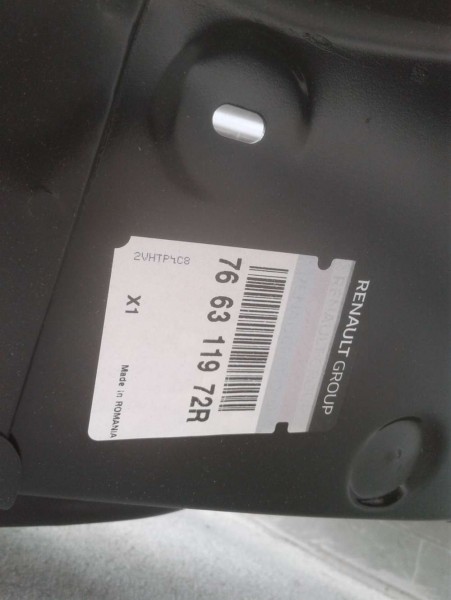 RENAULT GROUP
76 63 119 72R
2VHTP4C8
X1
Made in ROMANIA